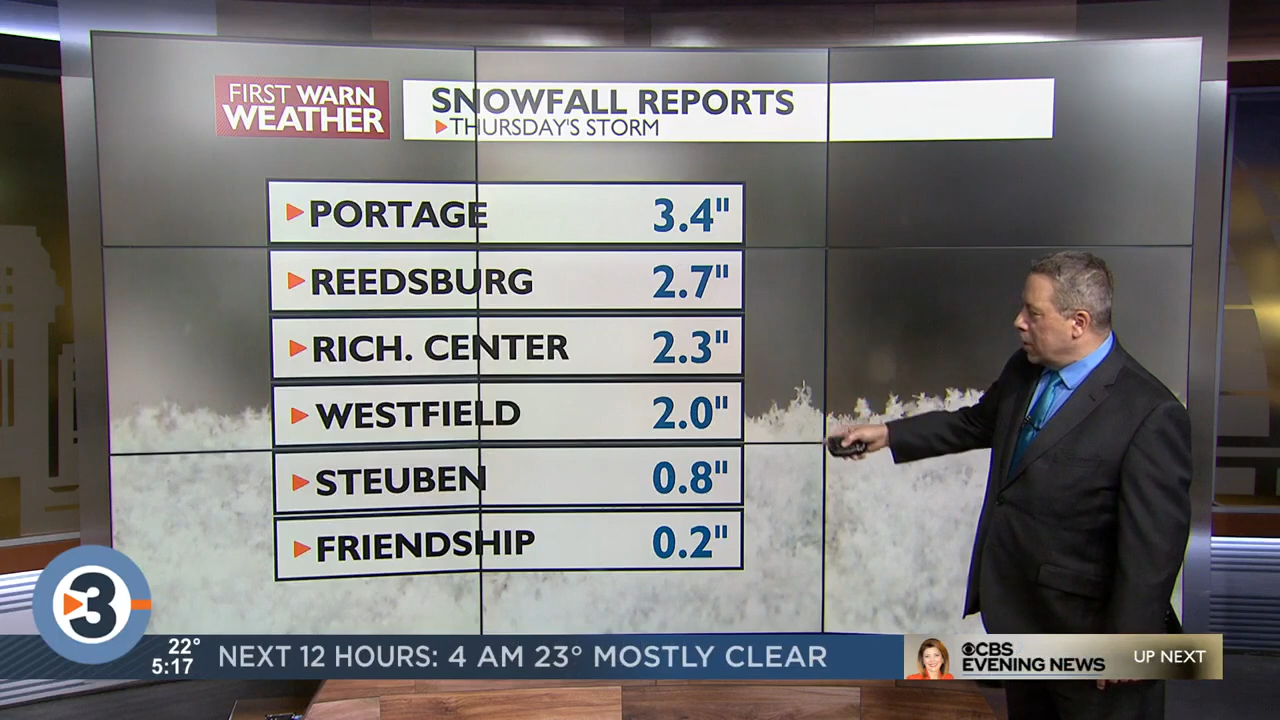 FIRST WARN
WEATHER
SNOWFALL REPORTS
THURSDAY'S STORM
PORTAGE 3.4"
REEDSBURG 2.7"
RICH. CENTER 2.3"
WESTFIELD 2.0"
STEUBEN 0.8"
FRIENDSHIP 0.2"
3
22°
5:17
NEXT 12 HOURS: 4 AM 23° MOSTLY CLEAR
CBS
EVENING NEWS
UP NEXT